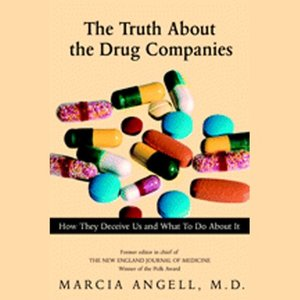 The Truth About
the Drug Companies
How They Deceive Us and What To Do About It
Former editor in chief of
THE NEW ENGLAND JOURNAL OF MEDICINE
Winner of the Polk Award
MARCIA ANGELL, M.D.